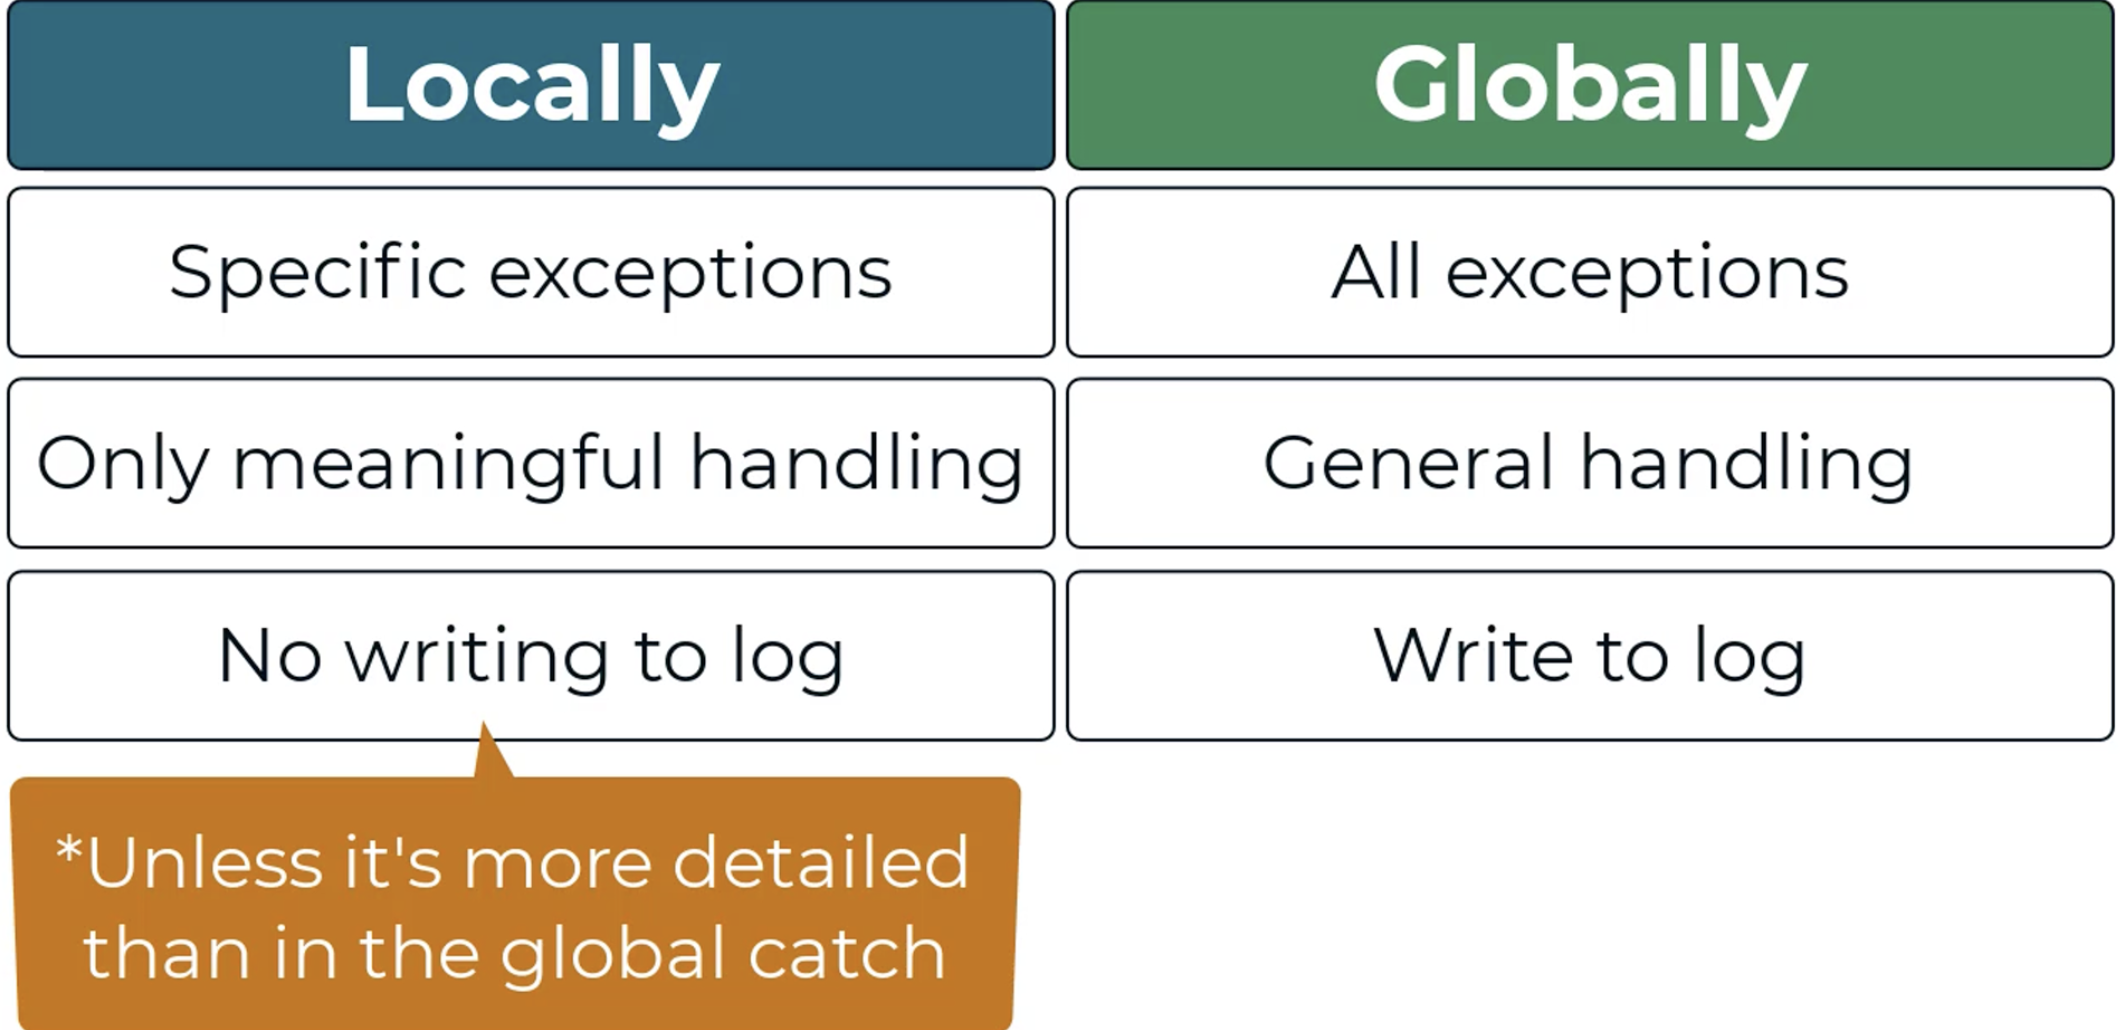 Locally
Globally
Specific exceptions
All exceptions
Only meaningful handling
General handling
No writing to log
Write to log
*Unless it's more detailed
than in the global catch